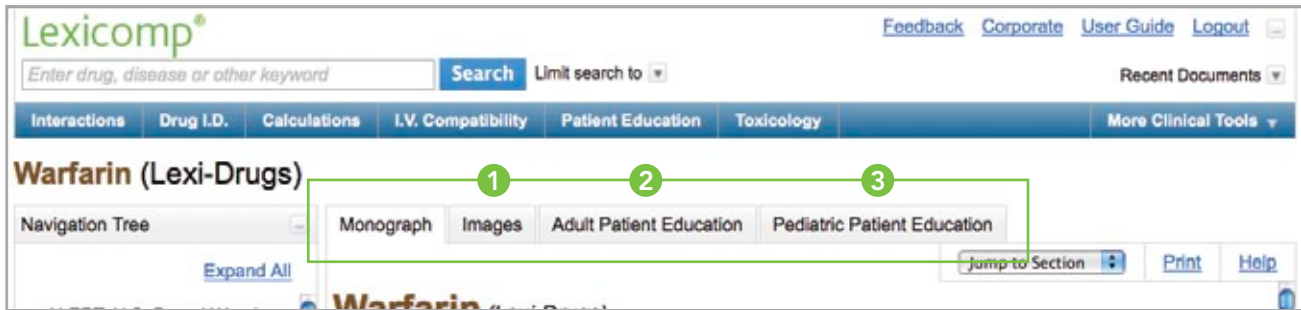 Lexicomp®
Feedback Corporate User Guide Logout
Enter drug, disease or other keyword Search Limit search to Recent Documents
Interactions Drug I.D. Calculations I.V. Compatibility Patient Education Toxicology More Clinical Tools
Warfarin (Lexi-Drugs)
1 2 3
Navigation Tree Monograph Images Adult Patient Education Pediatric Patient Education
Expand All Jump to Section Print Help
Warfarin